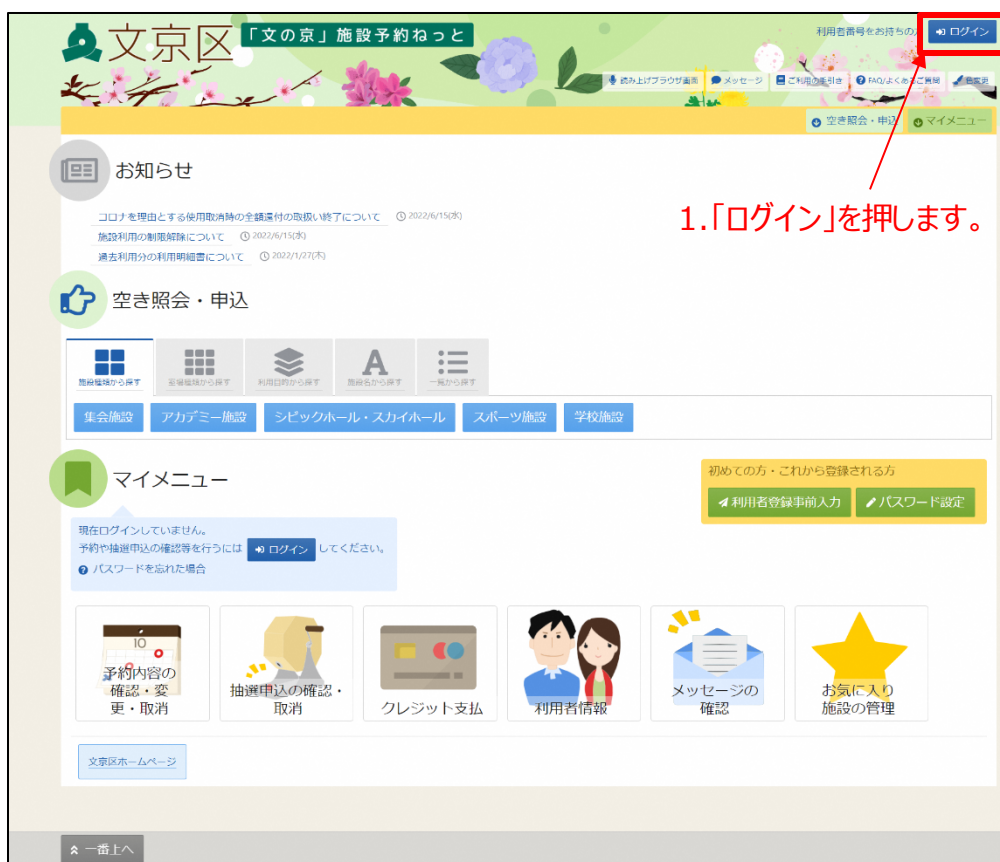 文京区 「文の京」施設予約ねっと
利用者番号をお持ちの ログイン
読み上げブラウザ画面 メッセージ ご利用の手引き FAQ/よくあるご質問 色変更
空き照会・申込 マイメニュー
お知らせ
コロナを理由とする使用取消時の全額還付の取扱い終了について 2022/6/15(水)
施設利用の制限解除について 2022/6/15(水)
過去利用分の利用明細書について 2022/1/27(木)
1.「ログイン」を押します。
空き照会・申込
施設種類から探す 室場種類から探す 利用目的から探す 施設名から探す 一覧から探す
集会施設 アカデミー施設 シビックホール・スカイホール スポーツ施設 学校施設
マイメニュー
初めての方・これから登録される方
利用者登録事前入力 パスワード設定
現在ログインしていません。
予約や抽選申込の確認等を行うには ログイン してください。
パスワードを忘れた場合
10
予約内容の
確認・変
更・取消
抽選申込の確認・
取消
クレジット支払
利用者情報
メッセージの
確認
お気に入り
施設の管理
文京区ホームページ
一番上へ